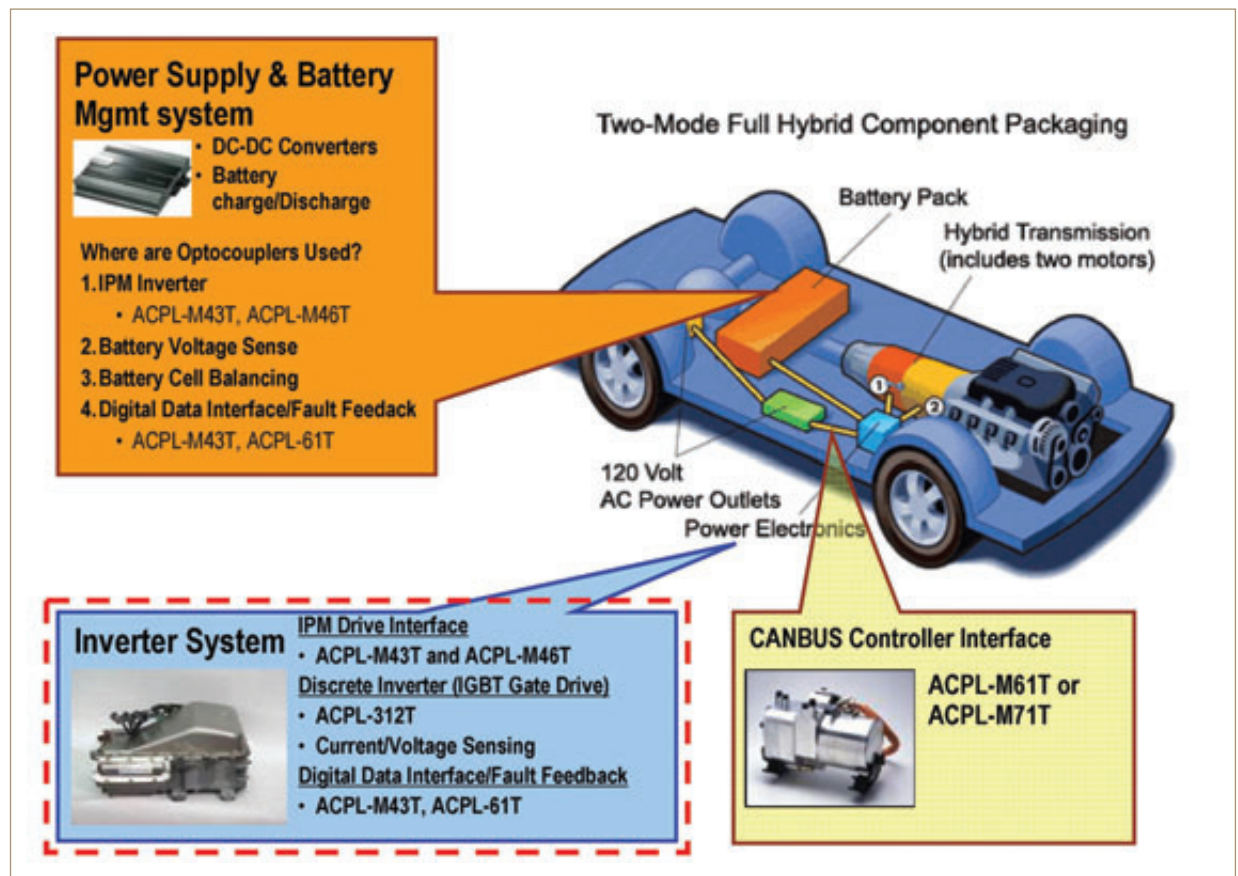 Power Supply & Battery
Mgmt system
• DC-DC Converters
• Battery
charge/Discharge
Where are Optocouplers Used?
1. IPM Inverter
• ACPL-M43T, ACPL-M46T
2. Battery Voltage Sense
3. Battery Cell Balancing
4. Digital Data Interface/Fault Feedack
• ACPL-M43T, ACPL-61T
Two-Mode Full Hybrid Component Packaging
Battery Pack
Hybrid Transmission
(includes two motors)
1
2
120 Volt
AC Power Outlets
Power Electronics
Inverter System
IPM Drive Interface
• ACPL-M43T and ACPL-M46T
Discrete Inverter (IGBT Gate Drive)
• ACPL-312T
• Current/Voltage Sensing
Digital Data Interface/Fault Feedback
• ACPL-M43T, ACPL-61T
CANBUS Controller Interface
ACPL-M61T or
ACPL-M71T